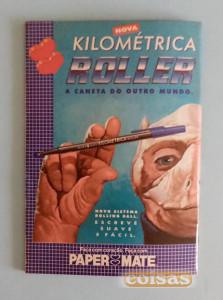 NOVA
KILOMÉTRICA
ROLLER
A CANETA DO OUTRO MUNDO.
NOVO SISTEMA
ROLLING BALL.
ESCREVE
SUAVE
E FÁCIL.
PAPER MATE
coisas